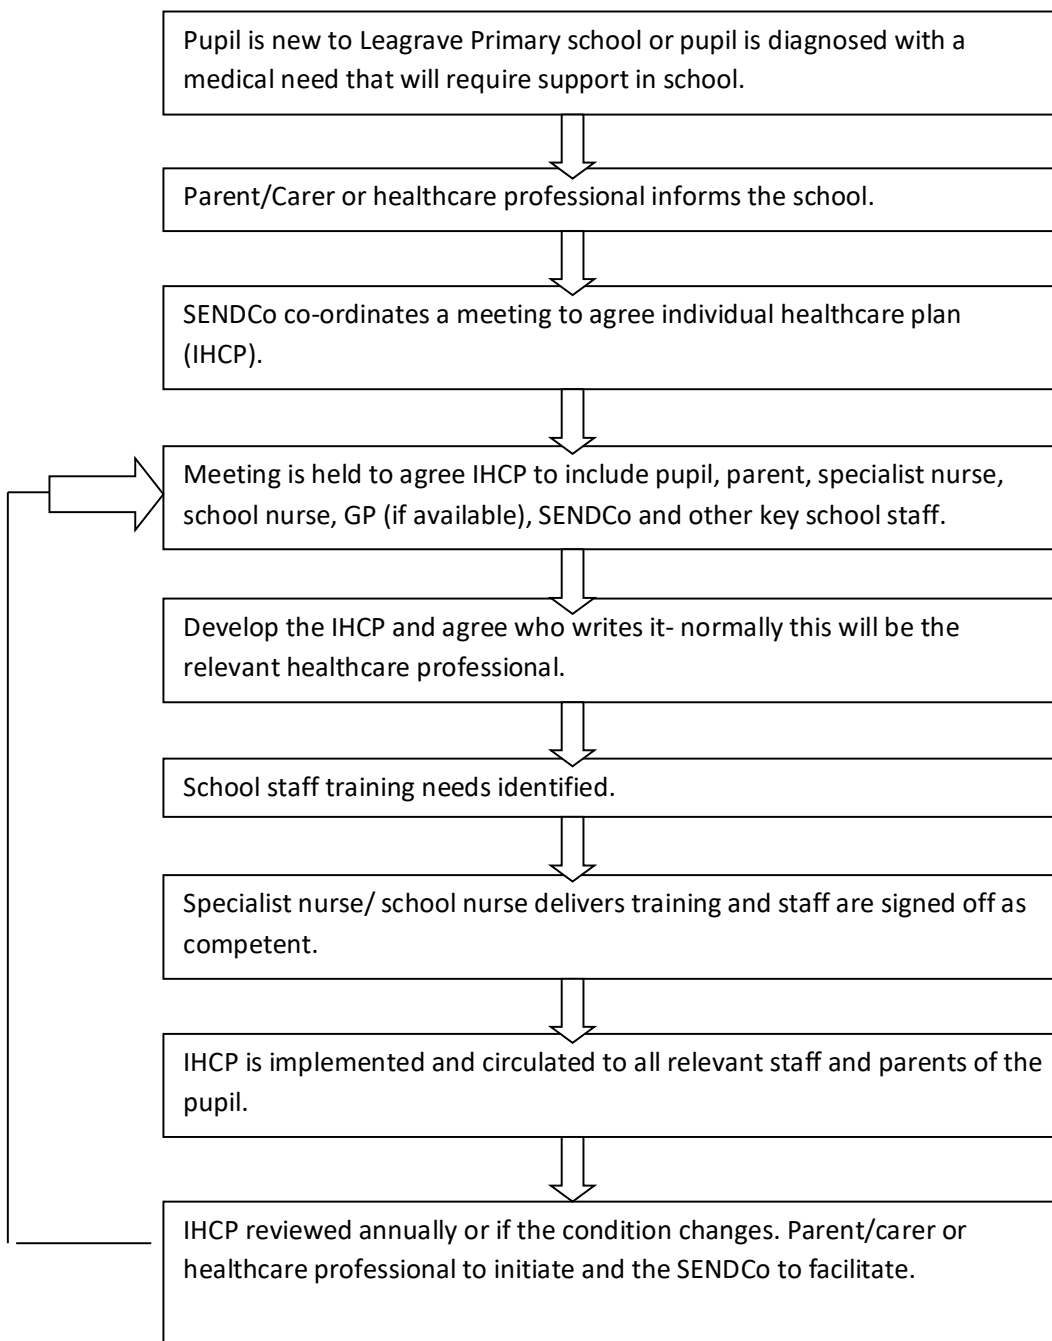 Pupil is new to Leagrave Primary school or pupil is diagnosed with a
medical need that will require support in school.
Parent/Carer or healthcare professional informs the school.
SENDCo co-ordinates a meeting to agree individual healthcare plan
(IHCP).
Meeting is held to agree IHCP to include pupil, parent, specialist nurse,
school nurse, GP (if available), SENDCo and other key school staff.
Develop the IHCP and agree who writes it- normally this will be the
relevant healthcare professional.
School staff training needs identified.
Specialist nurse/ school nurse delivers training and staff are signed off as
competent.
IHCP is implemented and circulated to all relevant staff and parents of the
pupil.
IHCP reviewed annually or if the condition changes. Parent/carer or
healthcare professional to initiate and the SENDCo to facilitate.